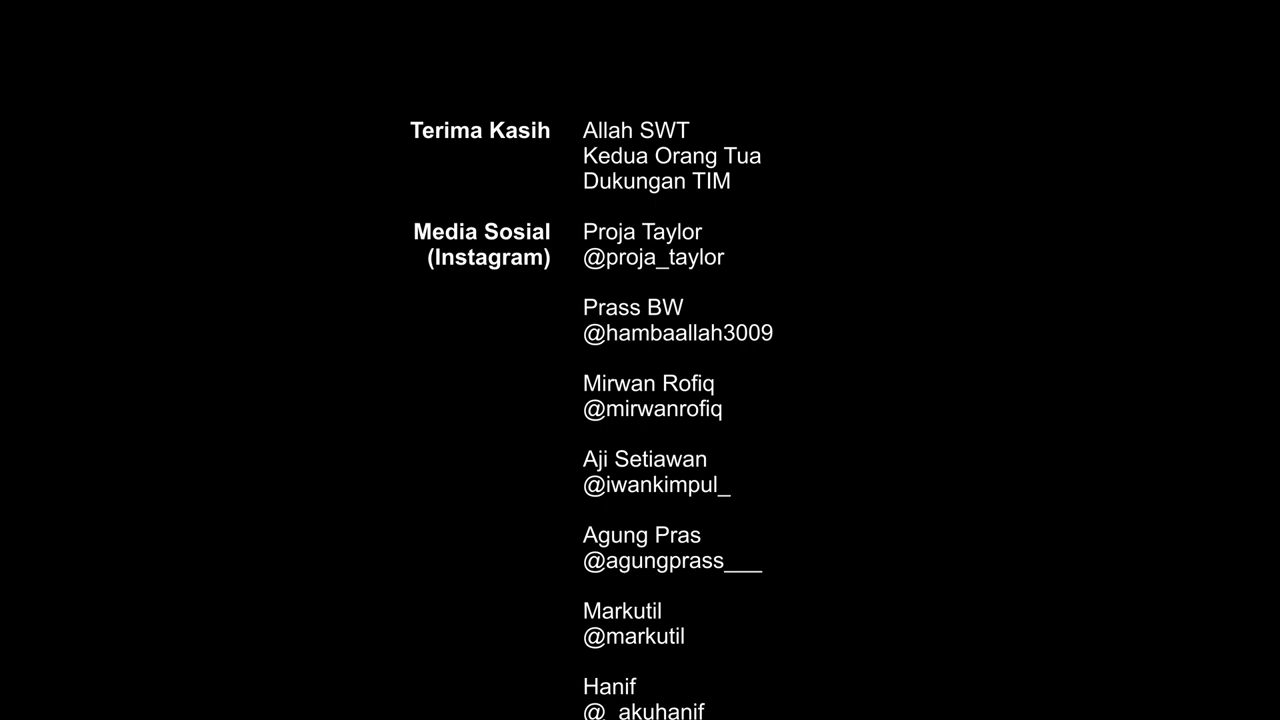 Terima Kasih Allah SWT
Kedua Orang Tua
Dukungan TIM
Media Sosial Proja Taylor
(Instagram) @proja_taylor
Prass BW
@hambaallah3009
Mirwan Rofiq
@mirwanrofiq
Aji Setiawan
@iwankimpul_
Agung Pras
@agungprass___
Markutil
@markutil
Hanif
@_akuhanif